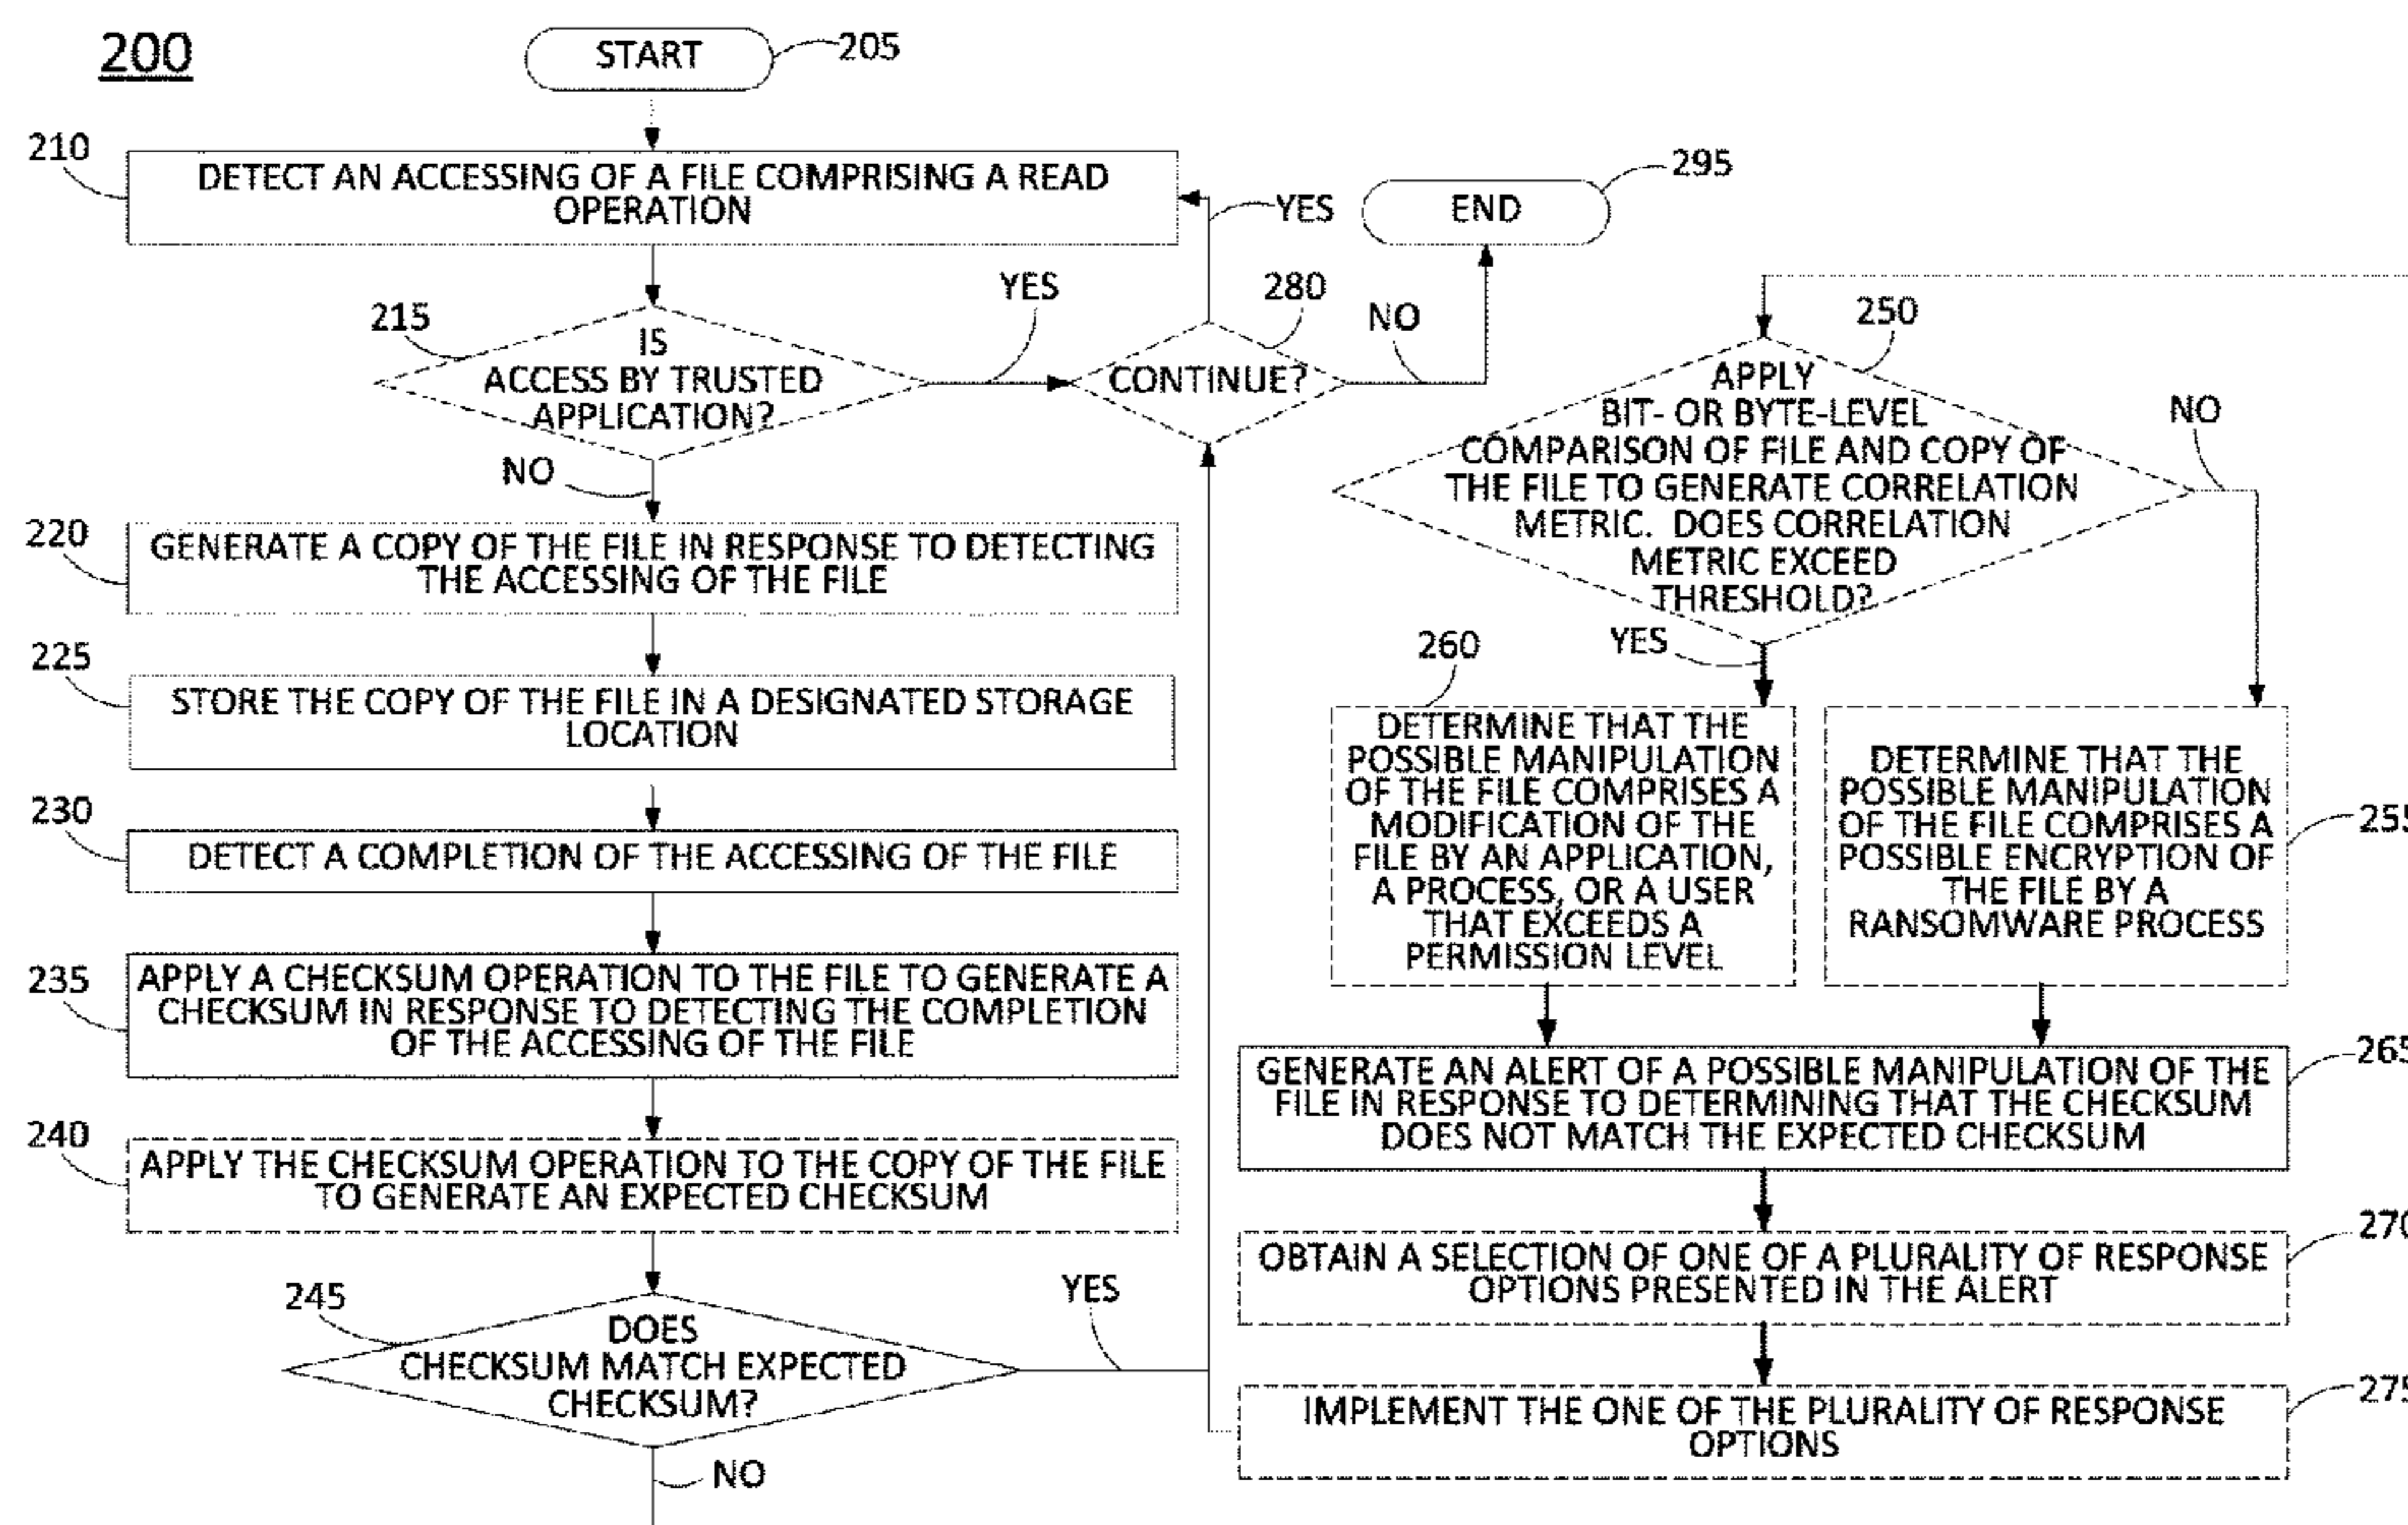 200
START
205
210
DETECT AN ACCESSING OF A FILE COMPRISING A READ
OPERATION
215
IS
ACCESS BY TRUSTED
APPLICATION?
YES
NO
280
CONTINUE?
YES
NO
295
END
220
GENERATE A COPY OF THE FILE IN RESPONSE TO DETECTING
THE ACCESSING OF THE FILE
225
STORE THE COPY OF THE FILE IN A DESIGNATED STORAGE
LOCATION
230
DETECT A COMPLETION OF THE ACCESSING OF THE FILE
235
APPLY A CHECKSUM OPERATION TO THE FILE TO GENERATE A
CHECKSUM IN RESPONSE TO DETECTING THE COMPLETION
OF THE ACCESSING OF THE FILE
240
APPLY THE CHECKSUM OPERATION TO THE COPY OF THE FILE
TO GENERATE AN EXPECTED CHECKSUM
245
DOES
CHECKSUM MATCH EXPECTED
CHECKSUM?
YES
NO
250
APPLY
BIT- OR BYTE-LEVEL
COMPARISON OF FILE AND COPY OF
THE FILE TO GENERATE CORRELATION
METRIC. DOES CORRELATION
METRIC EXCEED
THRESHOLD?
NO
YES
260
DETERMINE THAT THE
POSSIBLE MANIPULATION
OF THE FILE COMPRISES A
MODIFICATION OF THE
FILE BY AN APPLICATION,
A PROCESS, OR A USER
THAT EXCEEDS A
PERMISSION LEVEL
DETERMINE THAT THE
POSSIBLE MANIPULATION
OF THE FILE COMPRISES A
POSSIBLE ENCRYPTION OF
THE FILE BY A
RANSOMWARE PROCESS
255
GENERATE AN ALERT OF A POSSIBLE MANIPULATION OF THE
FILE IN RESPONSE TO DETERMINING THAT THE CHECKSUM
DOES NOT MATCH THE EXPECTED CHECKSUM
265
OBTAIN A SELECTION OF ONE OF A PLURALITY OF RESPONSE
OPTIONS PRESENTED IN THE ALERT
270
IMPLEMENT THE ONE OF THE PLURALITY OF RESPONSE
OPTIONS
275